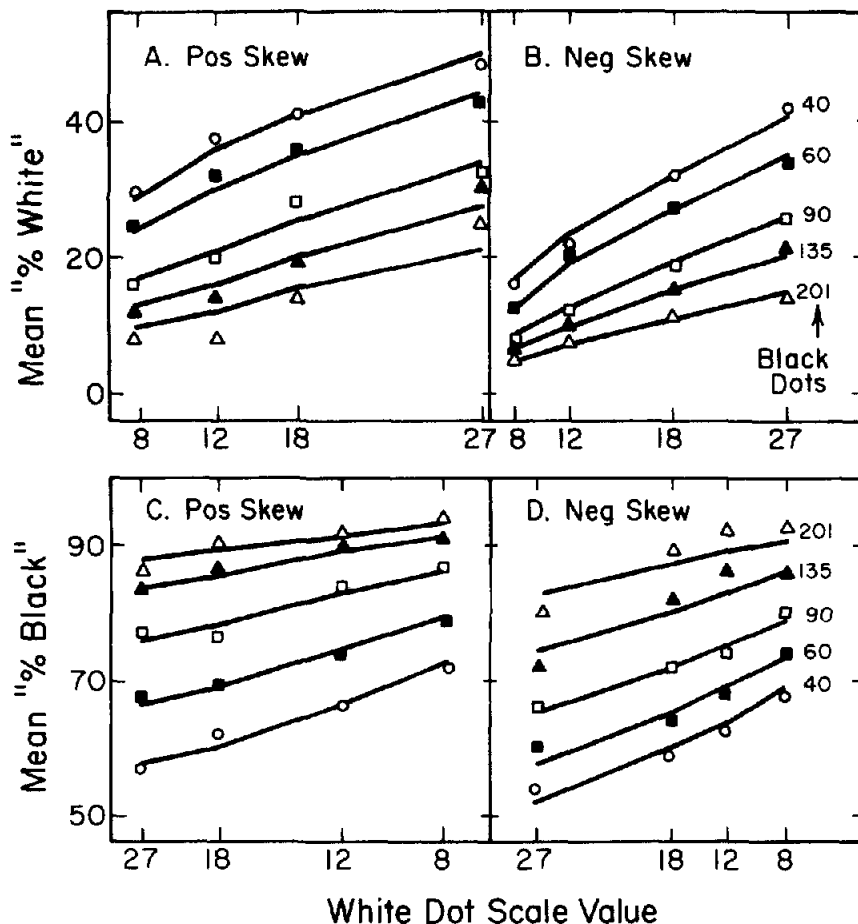 A. Pos Skew
B. Neg Skew
Mean "% White"
40
20
0
40
60
90
135
201
Black
Dots
8 12 18 27
8 12 18 27
C. Pos Skew
D. Neg Skew
Mean "% Black"
90
70
50
201
135
90
60
40
27 18 12 8
27 18 12 8
White Dot Scale Value